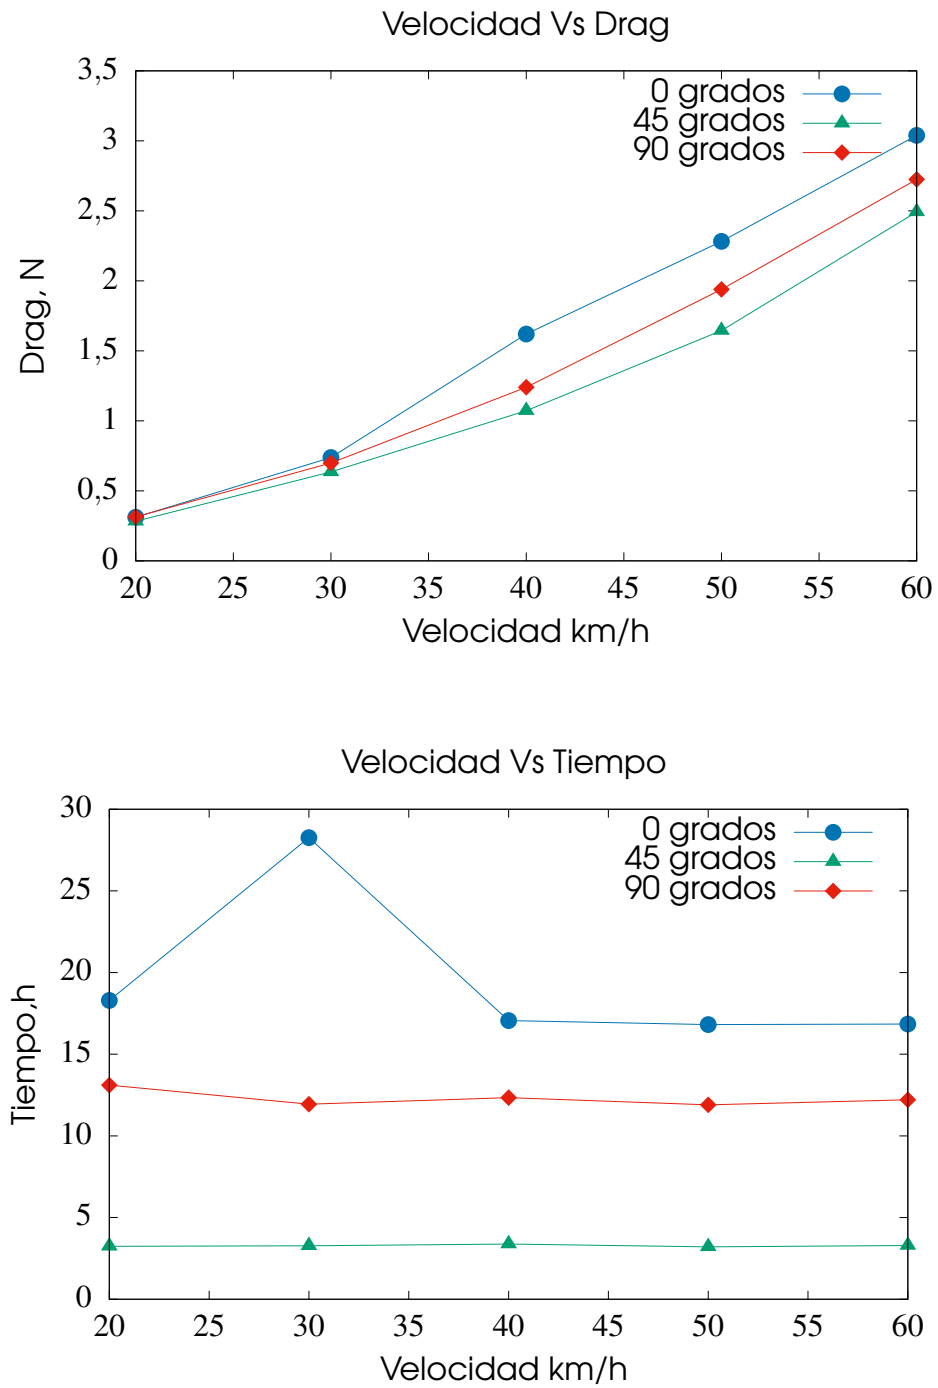 Velocidad Vs Drag
3,5
3
2,5
2
1,5
1
0,5
0
Drag, N
0 grados
45 grados
90 grados
20 25 30 35 40 45 50 55 60
Velocidad km/h
Velocidad Vs Tiempo
30
25
20
15
10
5
0
Tiempo,h
0 grados
45 grados
90 grados
20 25 30 35 40 45 50 55 60
Velocidad km/h